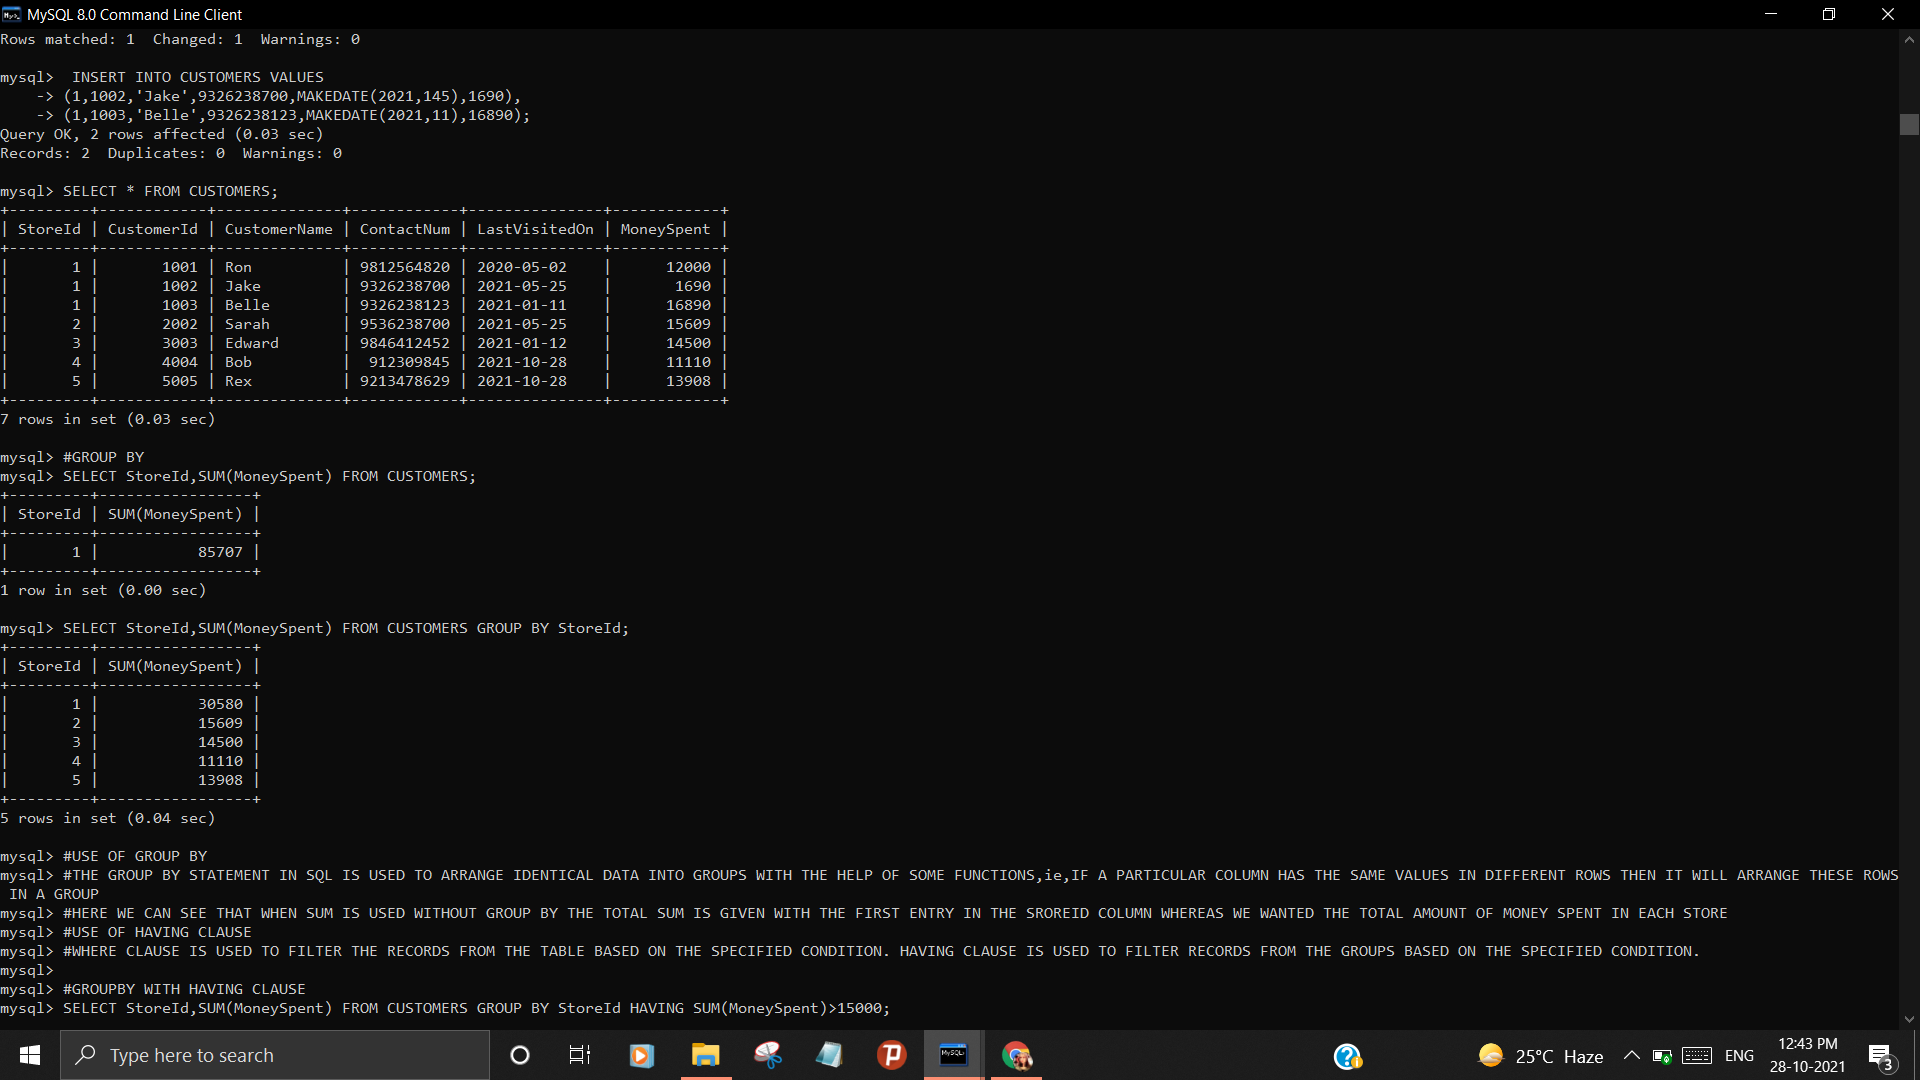 MySQL 8.0 Command Line Client
Rows matched: 1  Changed: 1  Warnings: 0
mysql>  INSERT INTO CUSTOMERS VALUES
    -> (1,1002,'Jake',9326238700,MAKEDATE(2021,145),1690),
    -> (1,1003,'Belle',9326238123,MAKEDATE(2021,11),16890);
Query OK, 2 rows affected (0.03 sec)
Records: 2  Duplicates: 0  Warnings: 0
mysql> SELECT * FROM CUSTOMERS;
+---------+------------+--------------+------------+---------------+------------+
| StoreId | CustomerId | CustomerName | ContactNum | LastVisitedOn | MoneySpent |
+---------+------------+--------------+------------+---------------+------------+
|       1 |       1001 | Ron          | 9812564820 | 2020-05-02    |      12000 |
|       1 |       1002 | Jake         | 9326238700 | 2021-05-25    |       1690 |
|       1 |       1003 | Belle        | 9326238123 | 2021-01-11    |      16890 |
|       2 |       2002 | Sarah        | 9536238700 | 2021-05-25    |      15609 |
|       3 |       3003 | Edward       | 9846412452 | 2021-01-12    |      14500 |
|       4 |       4004 | Bob          |  912309845 | 2021-10-28    |      11110 |
|       5 |       5005 | Rex          | 9213478629 | 2021-10-28    |      13908 |
+---------+------------+--------------+------------+---------------+------------+
7 rows in set (0.03 sec)
mysql> #GROUP BY
mysql> SELECT StoreId,SUM(MoneySpent) FROM CUSTOMERS;
+---------+-----------------+
| StoreId | SUM(MoneySpent) |
+---------+-----------------+
|       1 |           85707 |
+---------+-----------------+
1 row in set (0.00 sec)
mysql> SELECT StoreId,SUM(MoneySpent) FROM CUSTOMERS GROUP BY StoreId;
+---------+-----------------+
| StoreId | SUM(MoneySpent) |
+---------+-----------------+
|       1 |           30580 |
|       2 |           15609 |
|       3 |           14500 |
|       4 |           11110 |
|       5 |           13908 |
+---------+-----------------+
5 rows in set (0.04 sec)
mysql> #USE OF GROUP BY
mysql> #THE GROUP BY STATEMENT IN SQL IS USED TO ARRANGE IDENTICAL DATA INTO GROUPS WITH THE HELP OF SOME FUNCTIONS,ie,IF A PARTICULAR COLUMN HAS THE SAME VALUES IN DIFFERENT ROWS THEN IT WILL ARRANGE THESE ROWS
 IN A GROUP
mysql> #HERE WE CAN SEE THAT WHEN SUM IS USED WITHOUT GROUP BY THE TOTAL SUM IS GIVEN WITH THE FIRST ENTRY IN THE SROREID COLUMN WHEREAS WE WANTED THE TOTAL AMOUNT OF MONEY SPENT IN EACH STORE
mysql> #USE OF HAVING CLAUSE
mysql> #WHERE CLAUSE IS USED TO FILTER THE RECORDS FROM THE TABLE BASED ON THE SPECIFIED CONDITION. HAVING CLAUSE IS USED TO FILTER RECORDS FROM THE GROUPS BASED ON THE SPECIFIED CONDITION.
mysql>
mysql> #GROUPBY WITH HAVING CLAUSE
mysql> SELECT StoreId,SUM(MoneySpent) FROM CUSTOMERS GROUP BY StoreId HAVING SUM(MoneySpent)>15000;
Type here to search
25°C  Haze
ENG
12:43 PM
28-10-2021
3